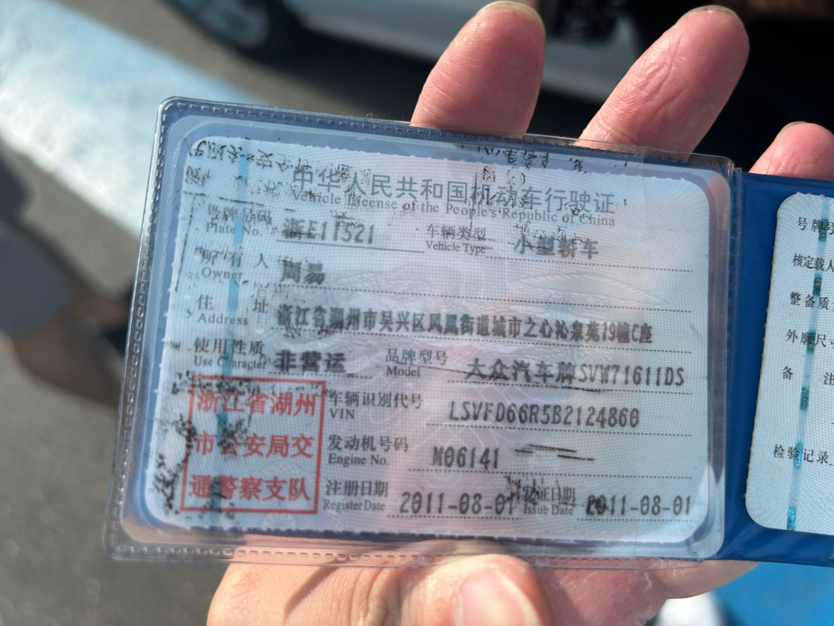 中华人民共和国机动车行驶证
Vehicle License of the People's Republic of China
号牌号码 浙E11521 车辆类型 小型轿车
Plate No. Vehicle Type
所有人 周易
Owner
住址 浙江省湖州市吴兴区凤凰街道城市之心沁泉苑19幢C座
Address
使用性质 非营运 品牌型号 大众汽车牌SVW71611DS
Use Character Model
浙江省湖州
市公安局交
通警察支队
车辆识别代号 LSVFD66R5B2124860
VIN
发动机号码 M06141
Engine No.
注册日期 2011-08-01 发证日期 2011-08-01
Register Date Issue Date
号牌号
核定载人
整备质
外廓尺寸
备 注
检验记录